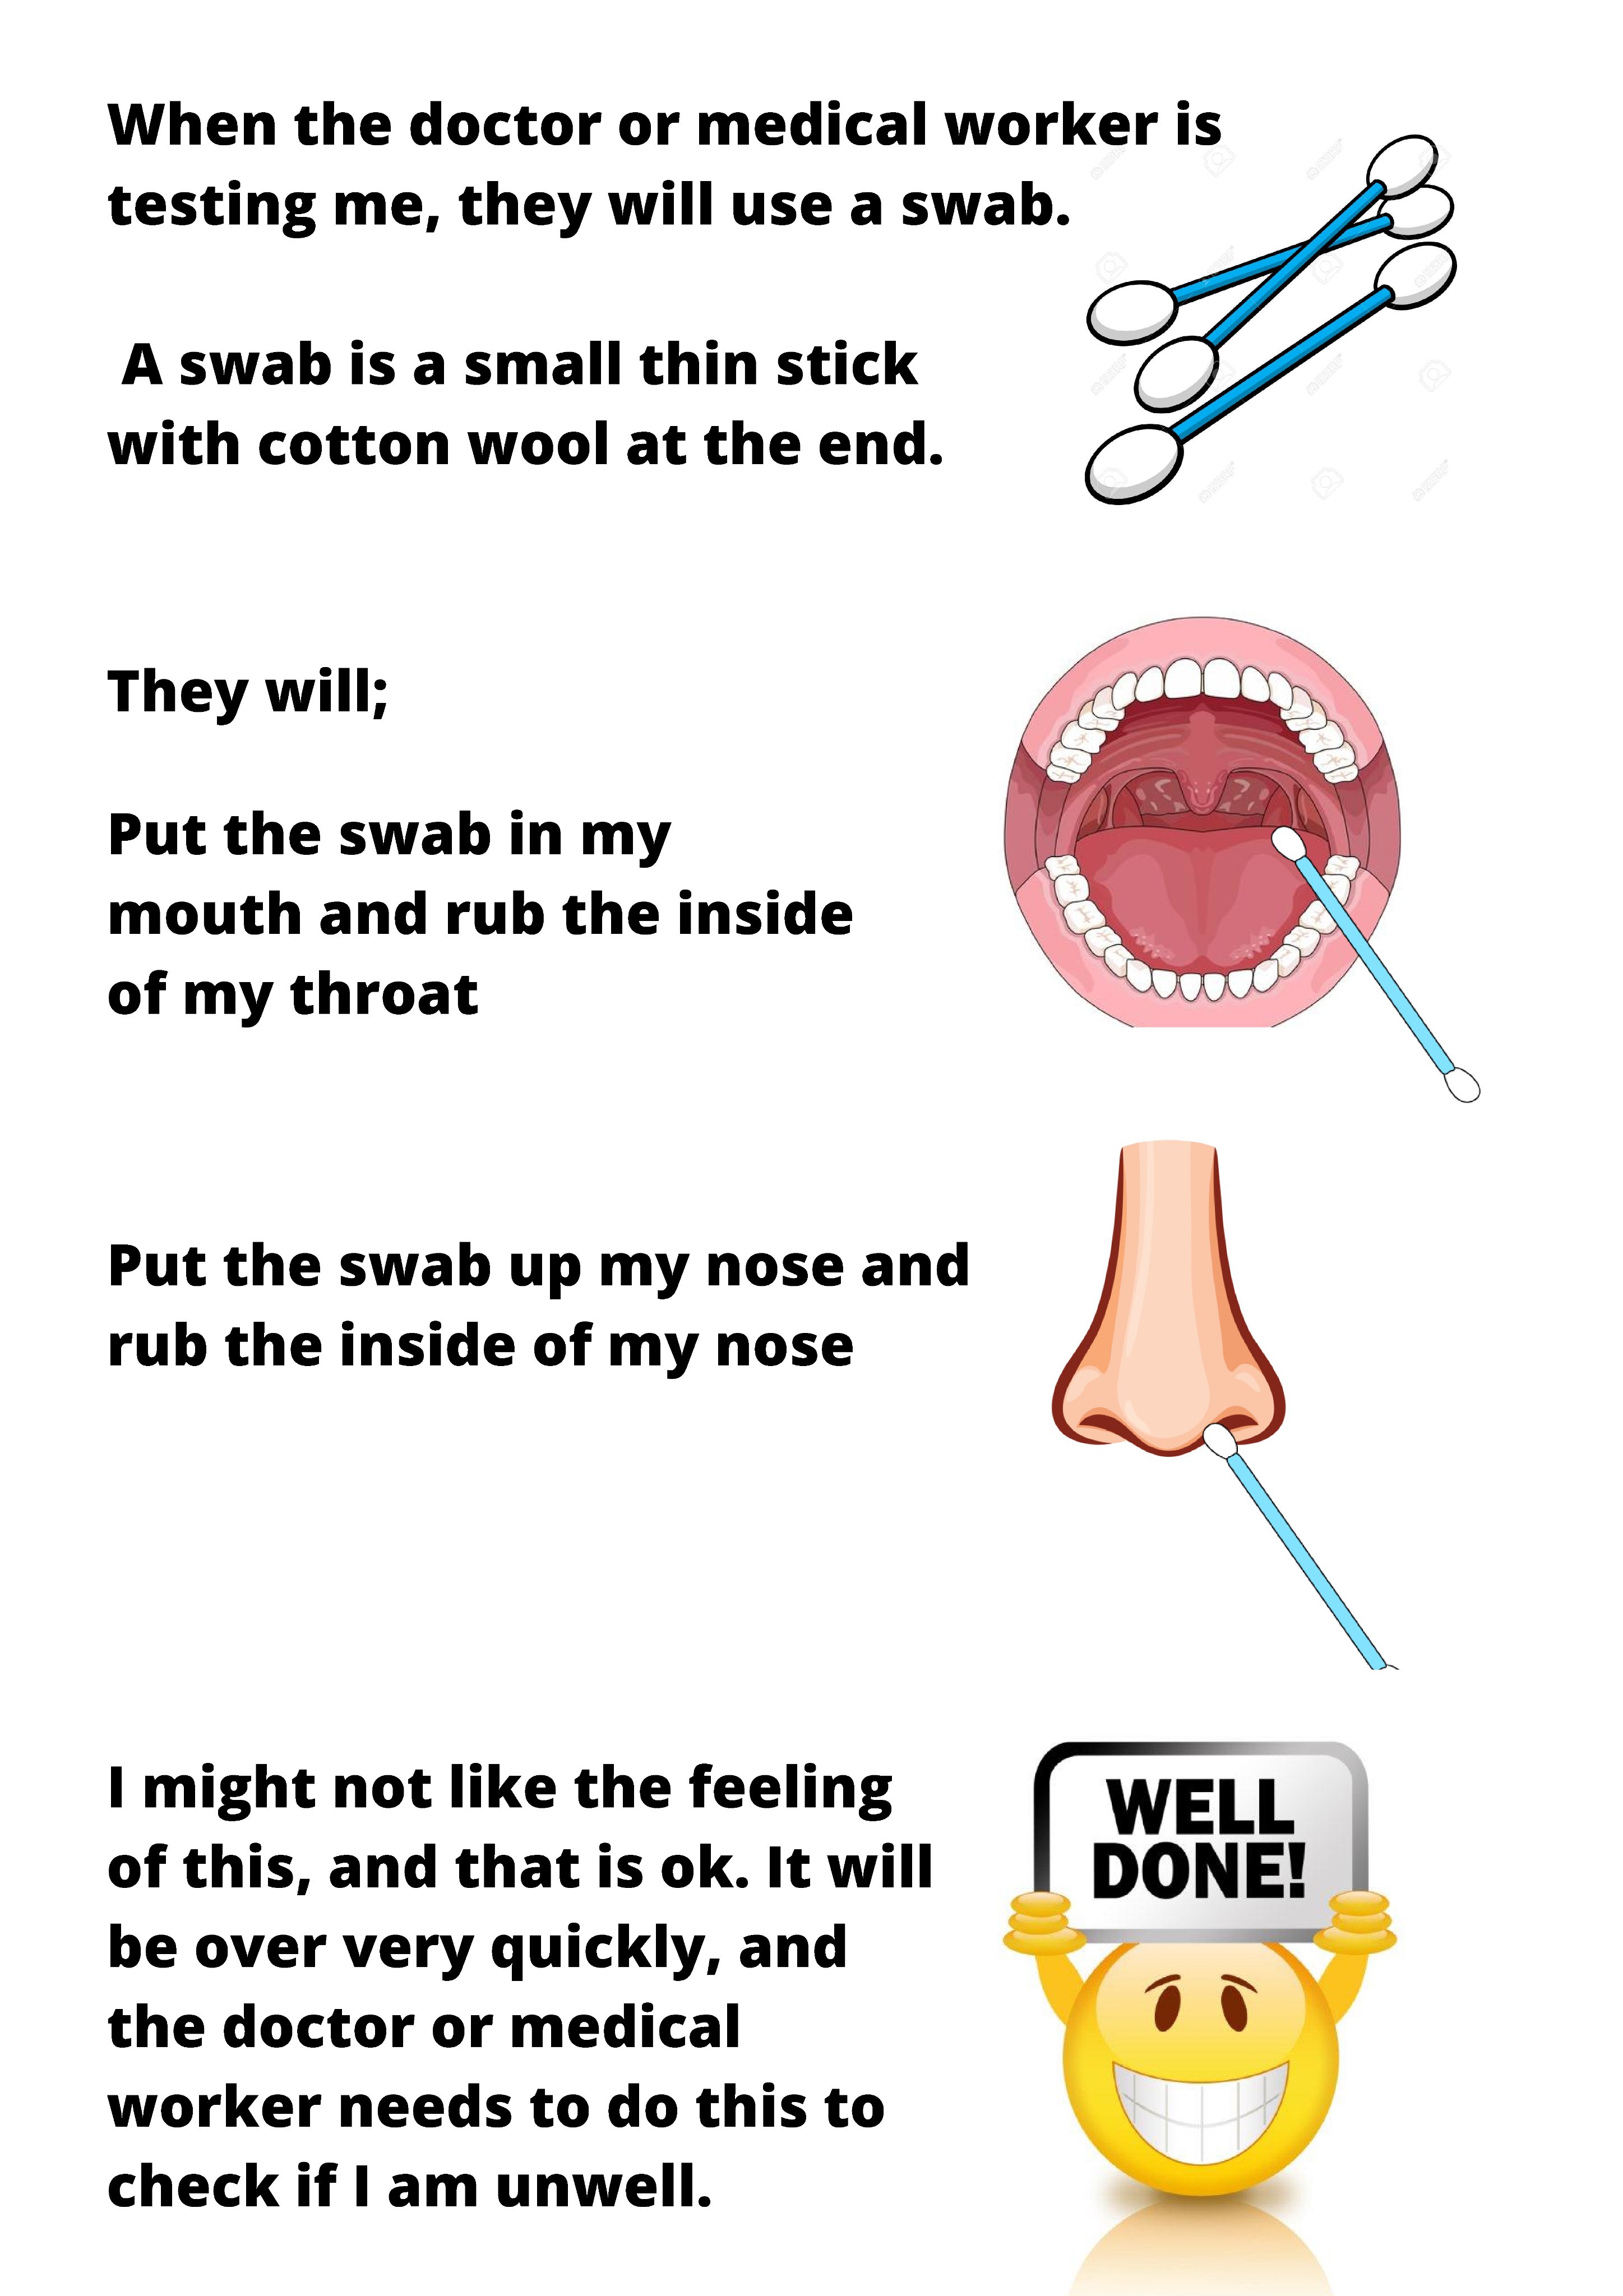 When the doctor or medical worker is
testing me, they will use a swab.
A swab is a small thin stick
with cotton wool at the end.
They will;
Put the swab in my
mouth and rub the inside
of my throat
Put the swab up my nose and
rub the inside of my nose
I might not like the feeling
of this, and that is ok. It will
be over very quickly, and
the doctor or medical
worker needs to do this to
check if I am unwell.
WELL
DONE!